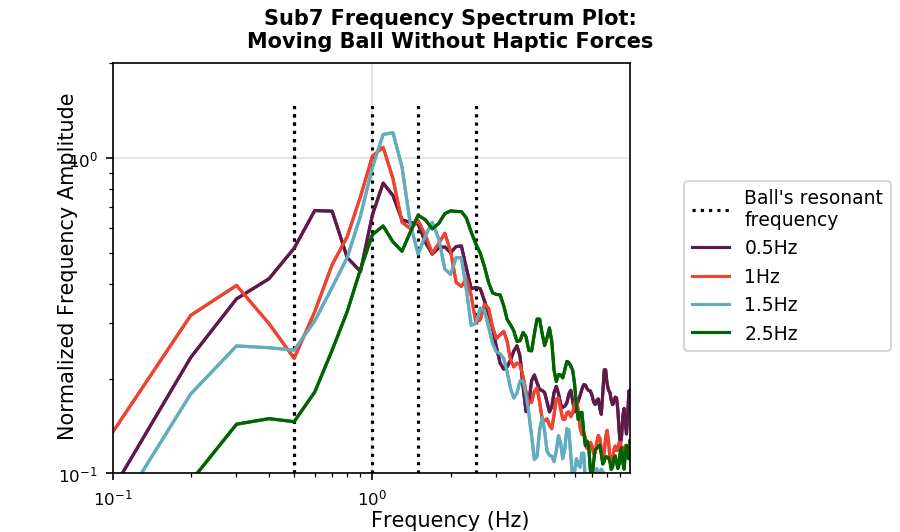 Sub7 Frequency Spectrum Plot:
Moving Ball Without Haptic Forces
Normalized Frequency Amplitude
10⁰
10⁻¹
10⁻¹
10⁰
Frequency (Hz)
Ball's resonant
frequency
0.5Hz
1Hz
1.5Hz
2.5Hz